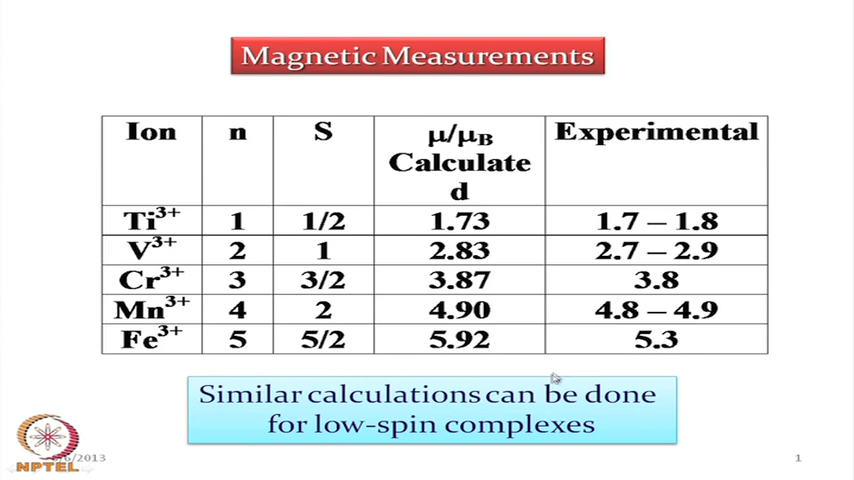 Magnetic Measurements
Ion n S μ/μB Calculate d Experimental
Ti3+ 1 1/2 1.73 1.7 – 1.8
V3+ 2 1 2.83 2.7 – 2.9
Cr3+ 3 3/2 3.87 3.8
Mn3+ 4 2 4.90 4.8 – 4.9
Fe3+ 5 5/2 5.92 5.3
Similar calculations can be done
for low-spin complexes
/6/2013
NPTEL
1